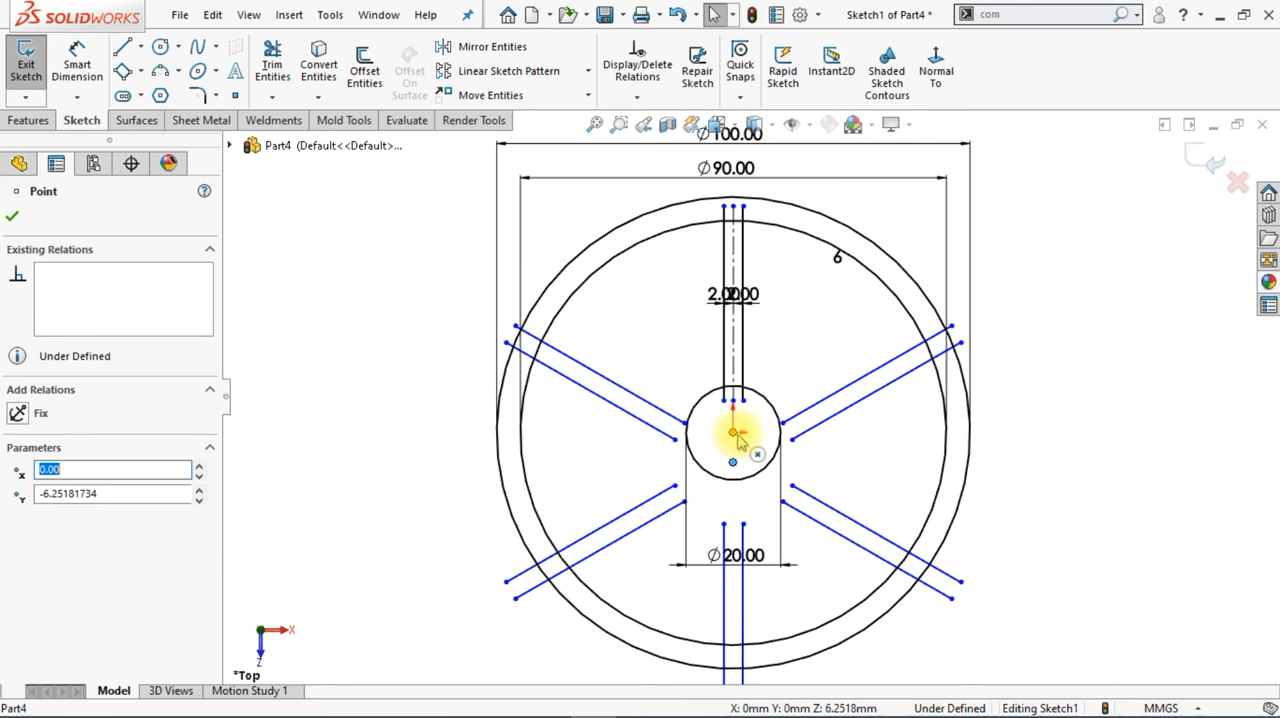 SOLIDWORKS File Edit View Insert Tools Window Help Sketch1 of Part4 * com ?
Exit Sketch
Smart Dimension
Trim Entities
Convert Entities
Offset Entities
Offset On Surface
Mirror Entities
Linear Sketch Pattern
Move Entities
Display/Delete Relations
Repair Sketch
Quick Snaps
Rapid Sketch
Instant2D
Shaded Sketch Contours
Normal To
Features Sketch Surfaces Sheet Metal Weldments Mold Tools Evaluate Render Tools
Part4 (Default<<Default>...
Point
Existing Relations
Under Defined
Add Relations
Fix
Parameters
0.00
-6.25181734
Ø100.00
Ø90.00
6
Ø20.00
X
Z
*Top
Model 3D Views Motion Study 1
Part4 X: 0mm Y: 0mm Z: 6.2518mm Under Defined Editing Sketch1 MMGS